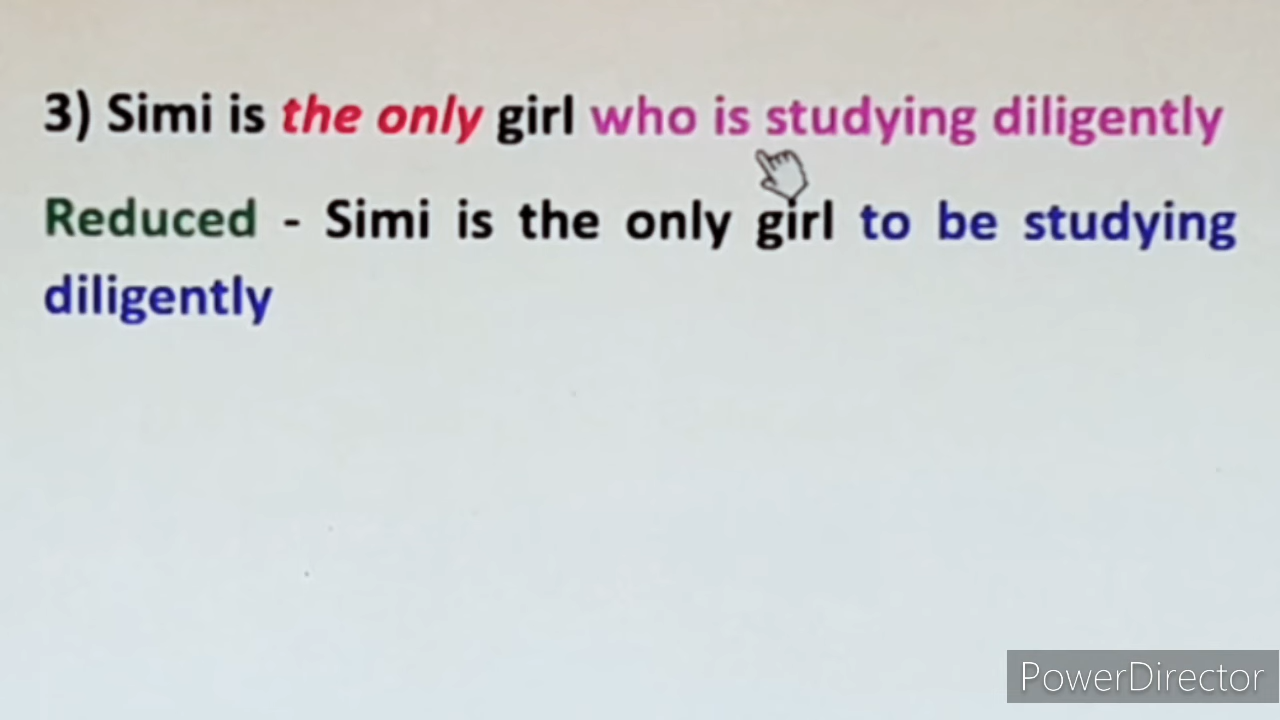 3) Simi is the only girl who is studying diligently
Reduced - Simi is the only girl to be studying
diligently
PowerDirector